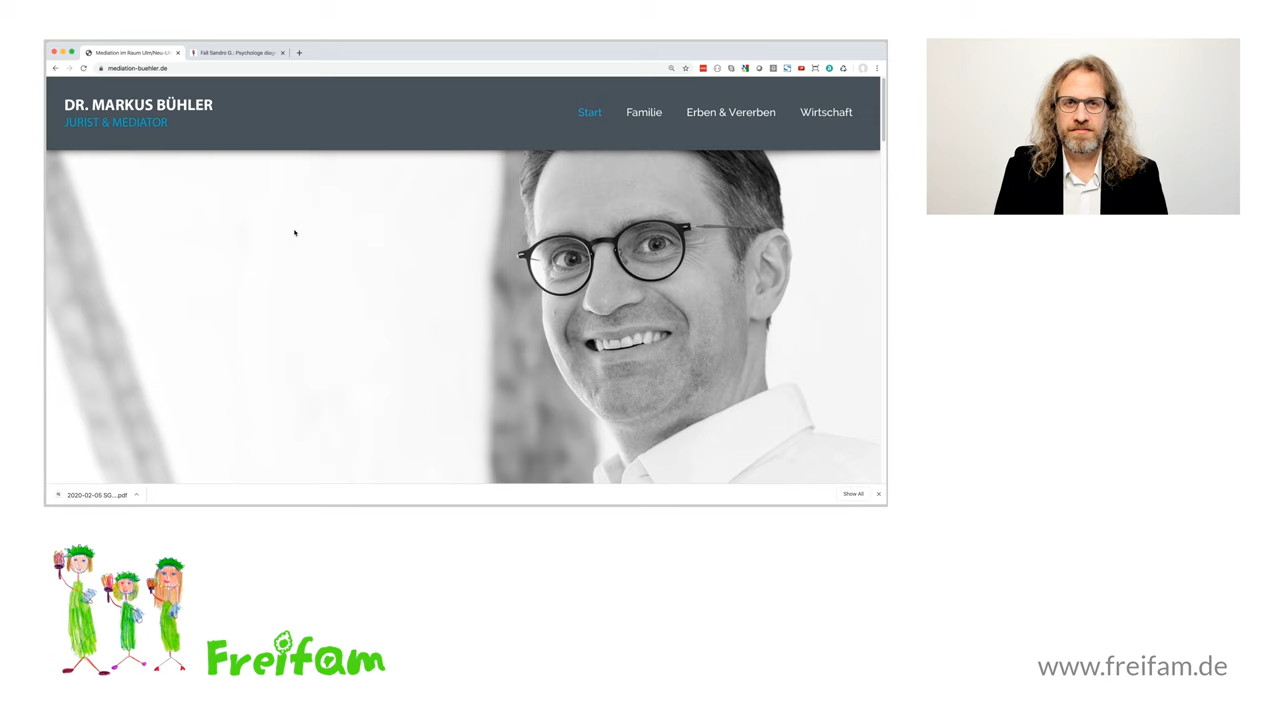 Mediation im Raum Ulm/Neu-Ul
Fall Sandro G.: Psychologe diag
mediation-buehler.de
DR. MARKUS BÜHLER
JURIST & MEDIATOR
Start
Familie
Erben & Vererben
Wirtschaft
2020-02-05 SG....pdf
Show All
Freifam
www.freifam.de